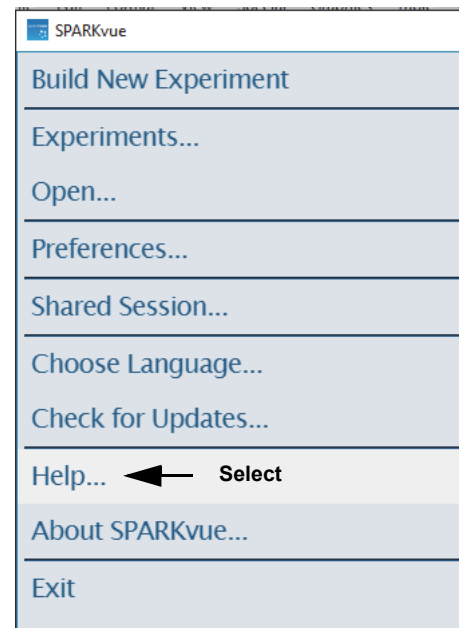 SPARKvue
Build New Experiment
Experiments...
Open...
Preferences...
Shared Session...
Choose Language...
Check for Updates...
Help... Select
About SPARKvue...
Exit